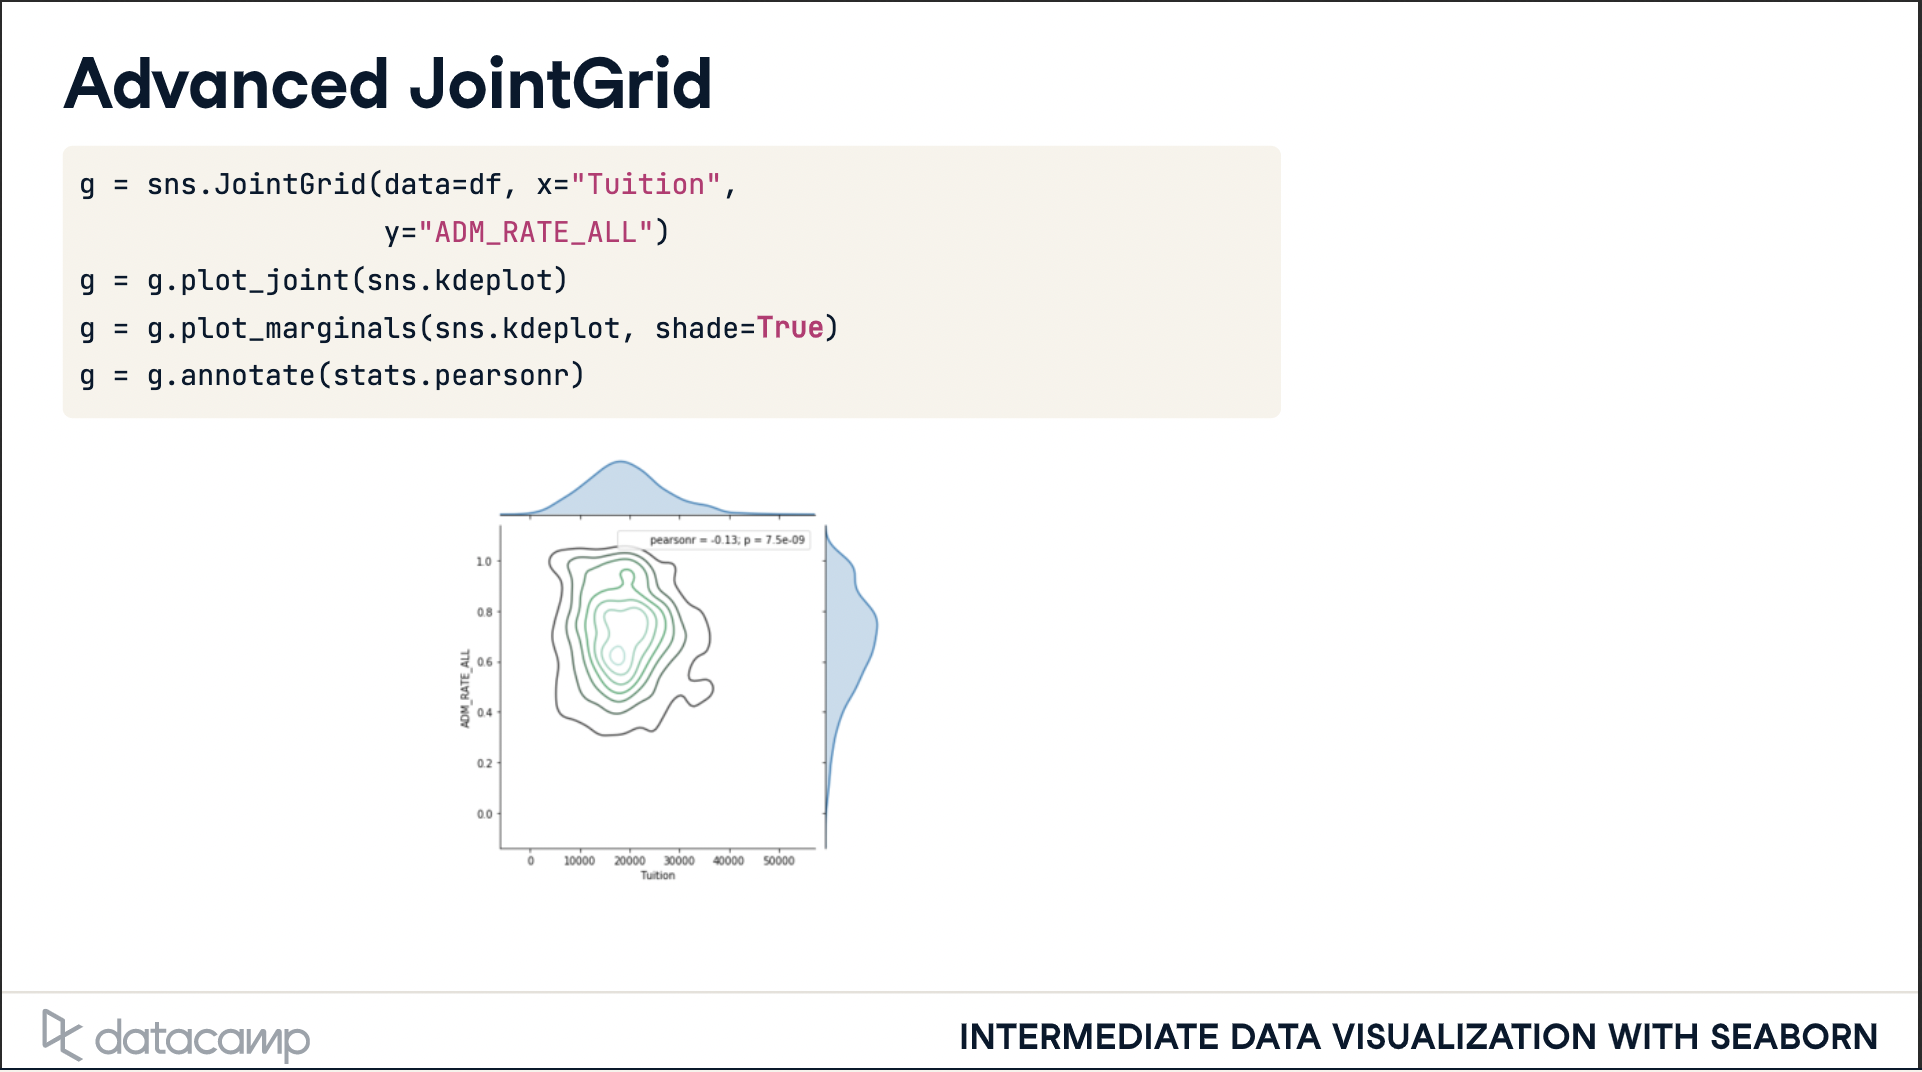 Advanced JointGrid
g = sns.JointGrid(data=df, x="Tuition",
y="ADM_RATE_ALL")
g = g.plot_joint(sns.kdeplot)
g = g.plot_marginals(sns.kdeplot, shade=True)
g = g.annotate(stats.pearsonr)
pearsonr = -0.13; p = 7.5e-09
1.0
0.8
0.6
0.4
0.2
0.0
ADM_RATE_ALL
0 10000 20000 30000 40000 50000
Tuition
datacamp
INTERMEDIATE DATA VISUALIZATION WITH SEABORN